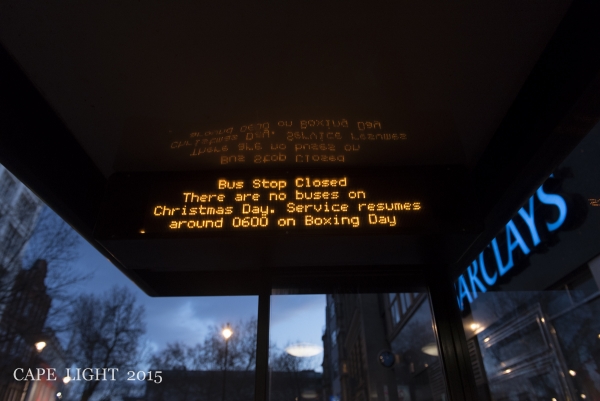 Bus Stop Closed
There are no buses on
Christmas Day. Service resumes
around 0600 on Boxing Day
BARCLAYS
CAPE LIGHT 2015